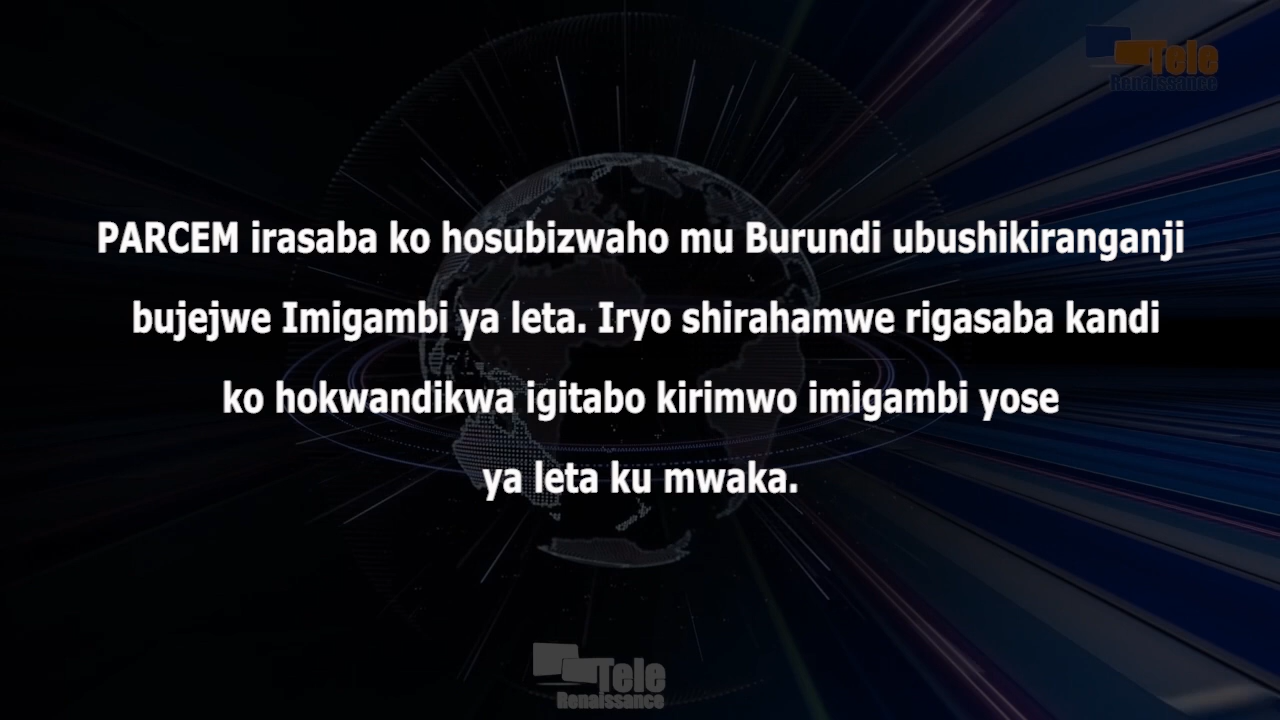 Tele
Renaissance
PARCEM irasaba ko hosubizwaho mu Burundi ubushikiranganji
bujejwe Imigambi ya leta. Iryo shirahamwe rigasaba kandi
ko hokwandikwa igitabo kirimwo imigambi yose
ya leta ku mwaka.
Tele
Renaissance